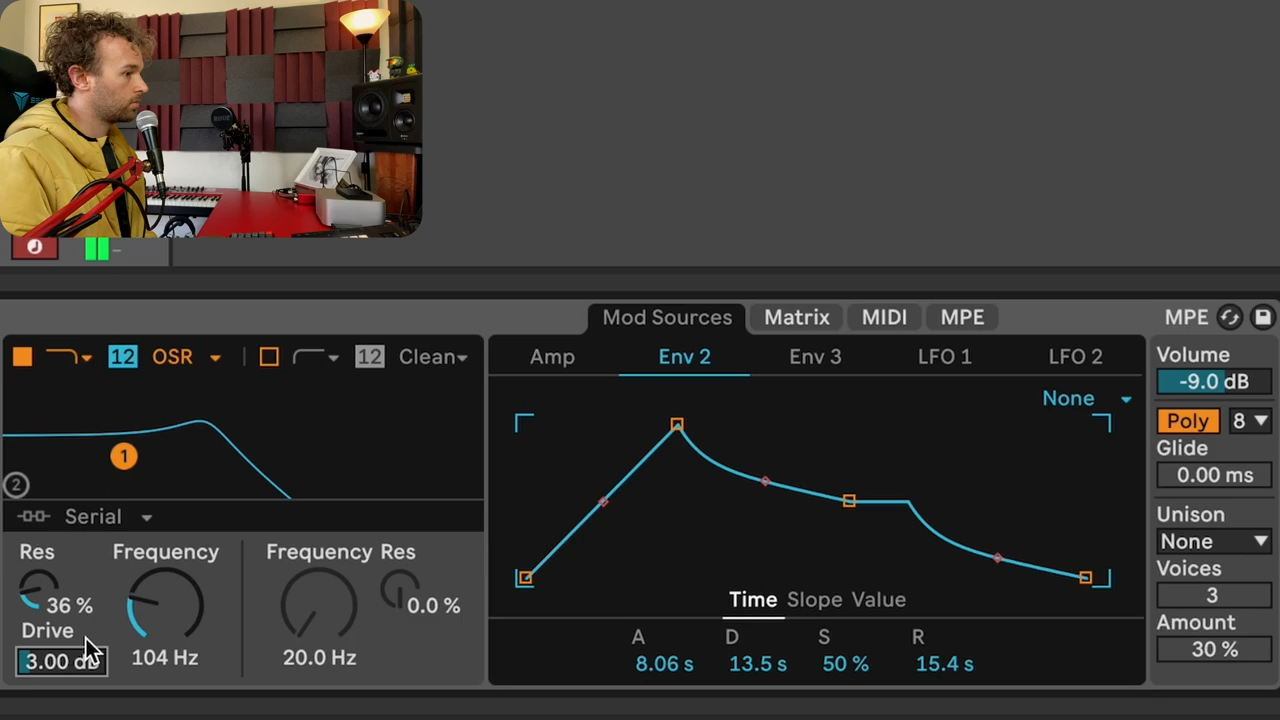 Mod Sources Matrix MIDI MPE MPE
12 OSR 12 Clean
Amp Env 2 Env 3 LFO 1 LFO 2
Volume
-9.0 dB
None
Poly 8
1
Glide
0.00 ms
2
Serial
Unison
None
Res Frequency Frequency Res
Voices
3
36 % 0.0 %
Time Slope Value
Drive
Amount
A D S R
30 %
3.00 dB 104 Hz 20.0 Hz
8.06 s 13.5 s 50 % 15.4 s